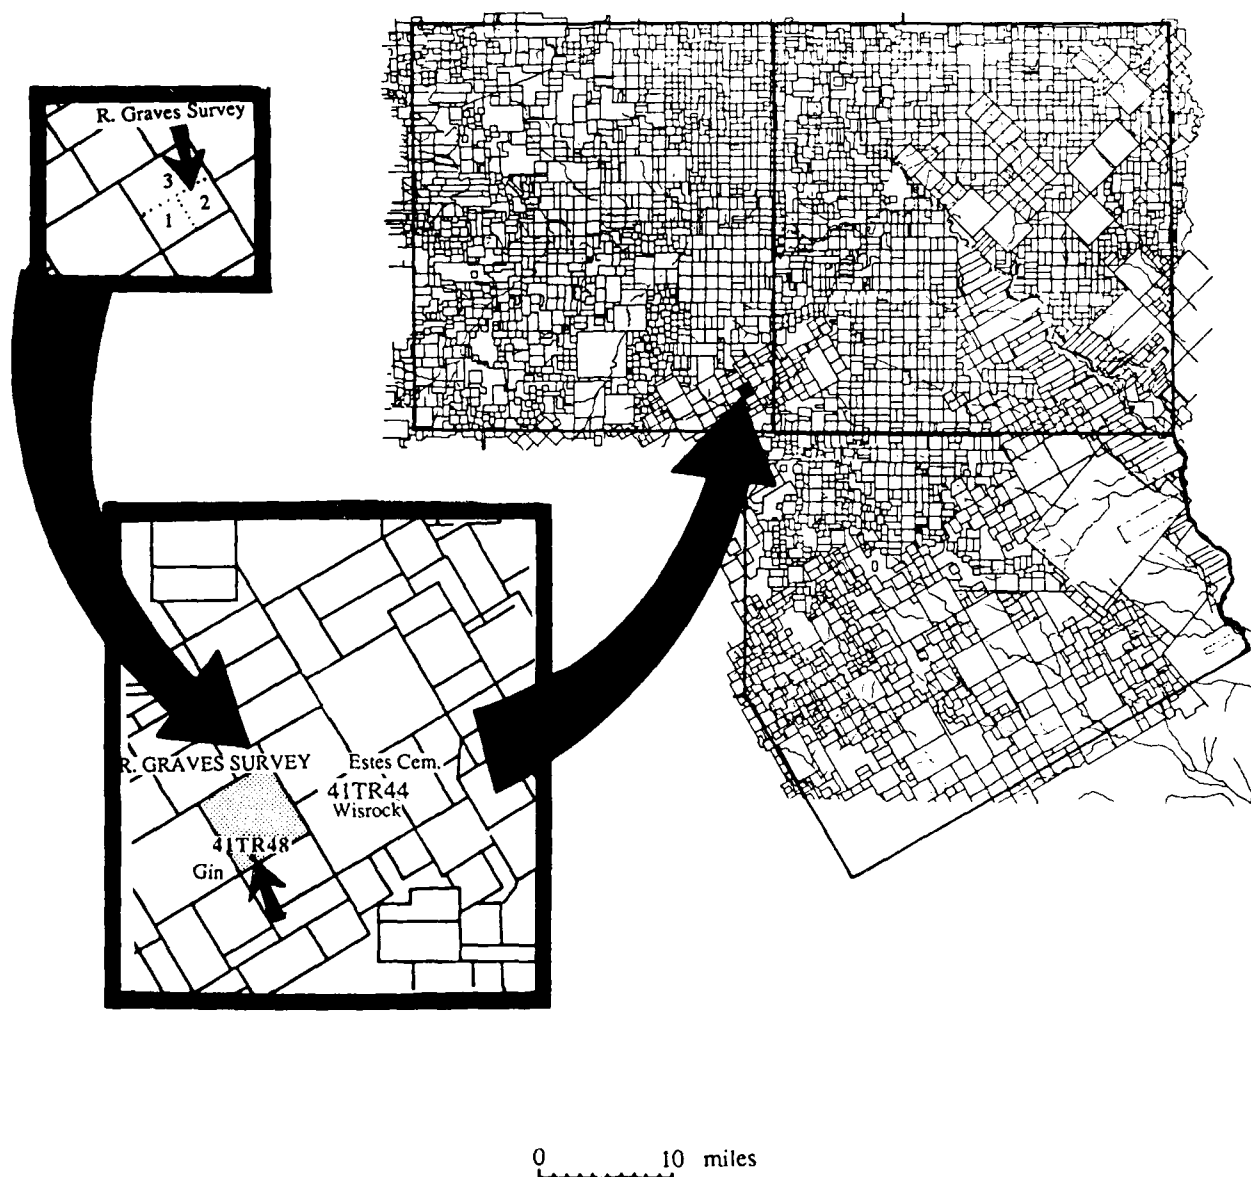 R. Graves Survey
3
2
1
R. GRAVES SURVEY
Estes Cem.
41TR44
Wisrock
41TR48
Gin
0 10 miles